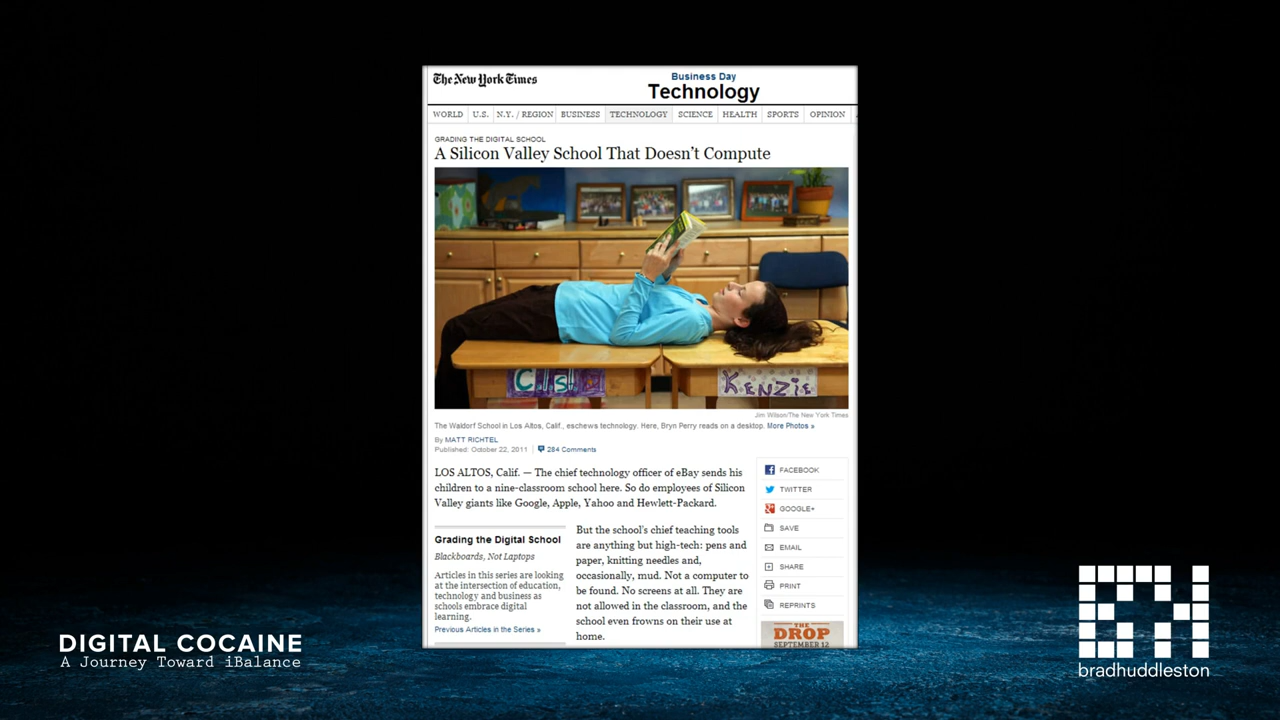 The New York Times
Business Day
Technology
WORLD U.S. N.Y. / REGION BUSINESS TECHNOLOGY SCIENCE HEALTH SPORTS OPINION
GRADING THE DIGITAL SCHOOL
A Silicon Valley School That Doesn't Compute
KENZIE
Jim Wilson/The New York Times
The Waldorf School in Los Altos, Calif., eschews technology. Here, Bryn Perry reads on a desktop. More Photos »
By MATT RICHTEL
Published: October 22, 2011 284 Comments
LOS ALTOS, Calif. — The chief technology officer of eBay sends his
children to a nine-classroom school here. So do employees of Silicon
Valley giants like Google, Apple, Yahoo and Hewlett-Packard.
Grading the Digital School
Blackboards, Not Laptops
Articles in this series are looking
at the intersection of education,
technology and business as
schools embrace digital
learning.
Previous Articles in the Series »
But the school's chief teaching tools
are anything but high-tech: pens and
paper, knitting needles and,
occasionally, mud. Not a computer to
be found. No screens at all. They are
not allowed in the classroom, and the
school even frowns on their use at
home.
FACEBOOK
TWITTER
GOOGLE+
SAVE
EMAIL
SHARE
PRINT
REPRINTS
THE
DROP
SEPTEMBER 12
DIGITAL COCAINE
A Journey Toward iBalance
bradhuddleston